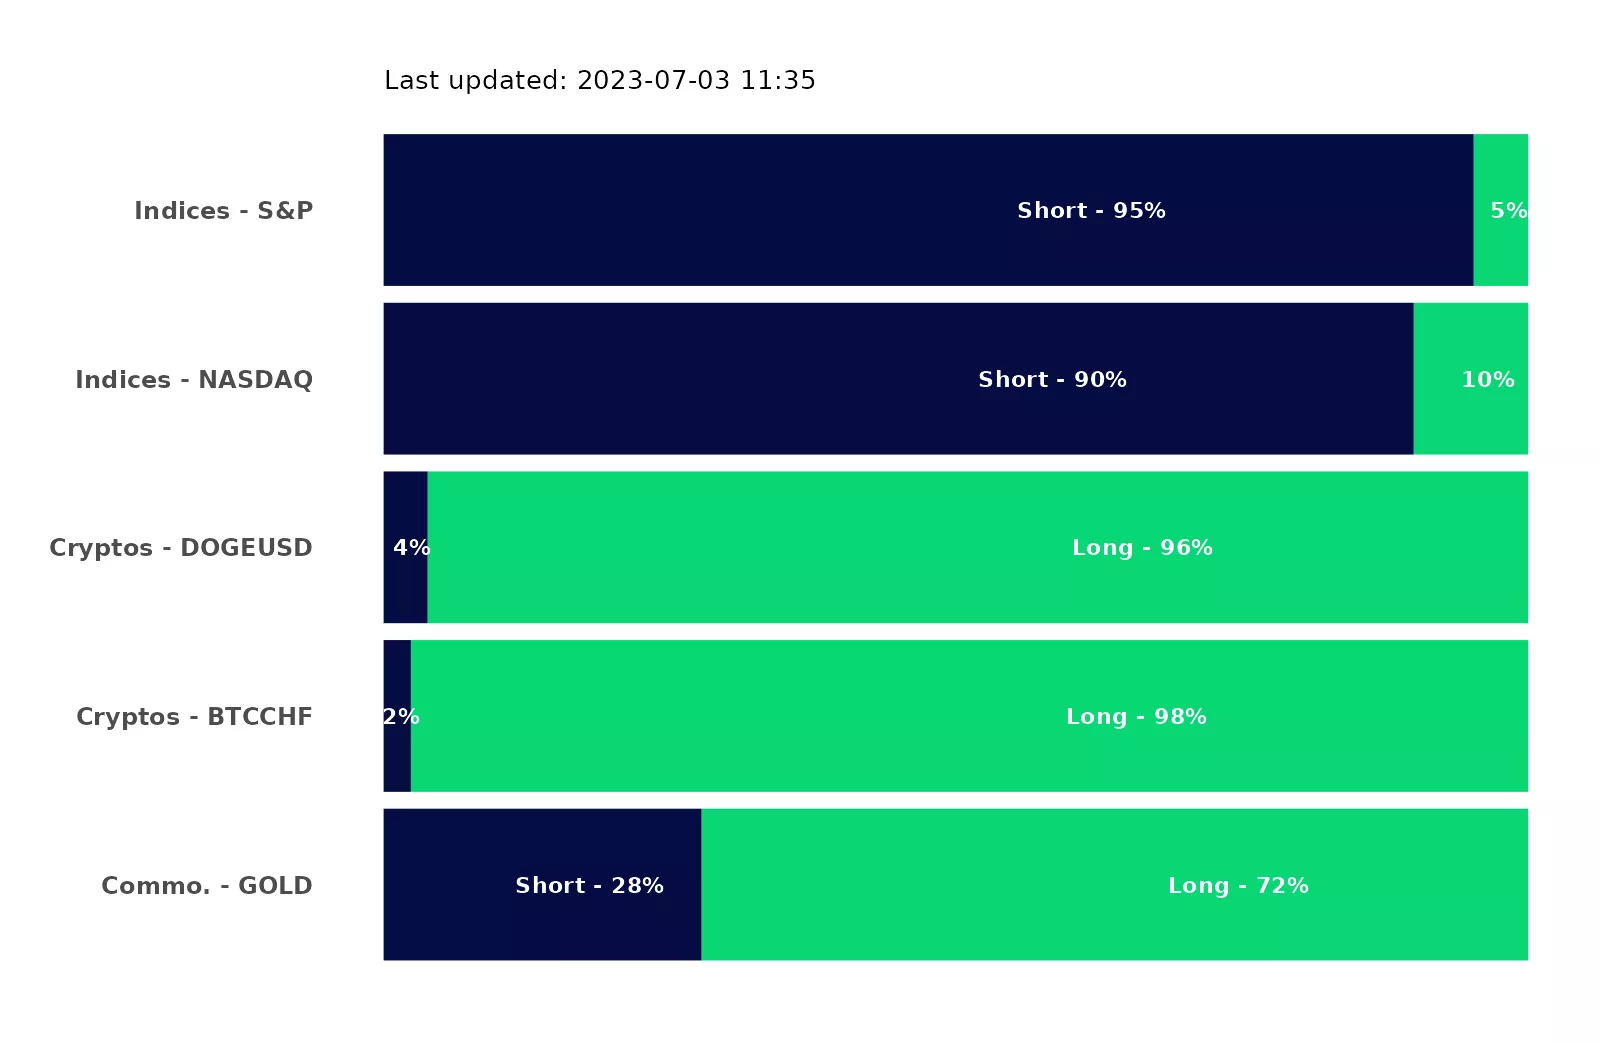 Last updated: 2023-07-03 11:35
Indices - S&P Short - 95% 5%
Indices - NASDAQ Short - 90% 10%
Cryptos - DOGEUSD 4% Long - 96%
Cryptos - BTCCHF 2% Long - 98%
Commo. - GOLD Short - 28% Long - 72%